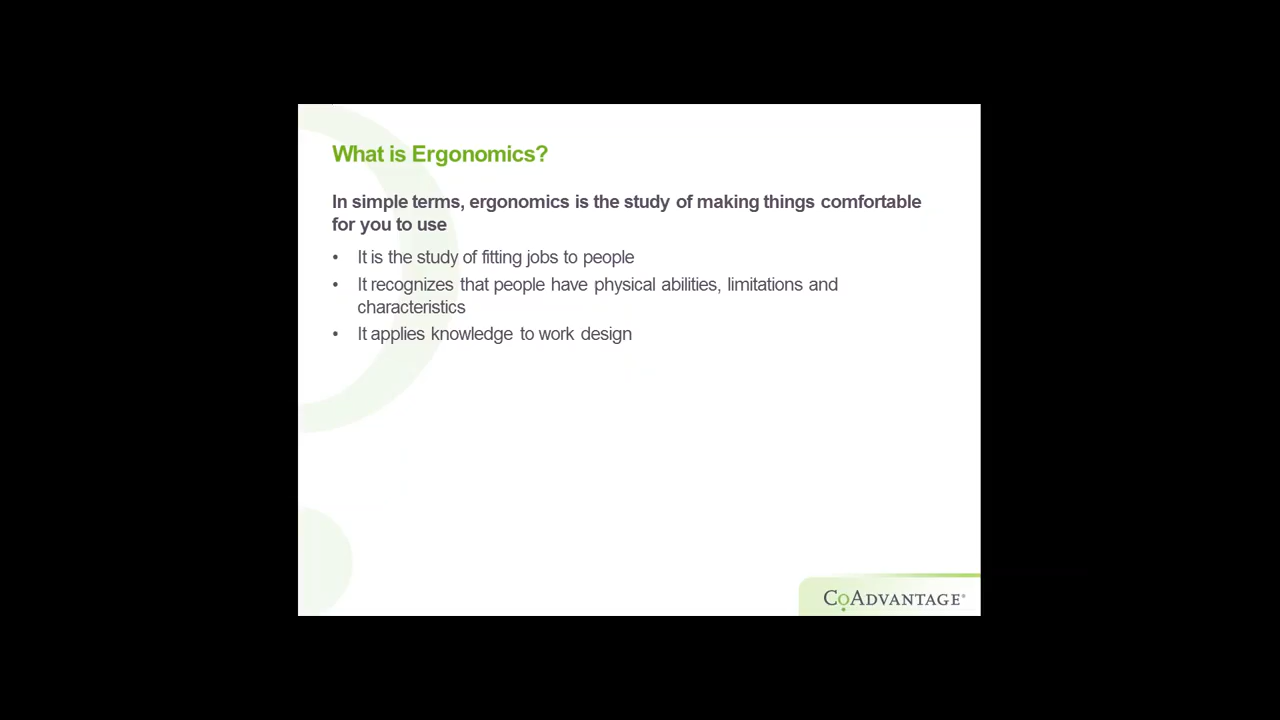 What is Ergonomics?
In simple terms, ergonomics is the study of making things comfortable
for you to use
• It is the study of fitting jobs to people
• It recognizes that people have physical abilities, limitations and
characteristics
• It applies knowledge to work design
CoAdvantage®